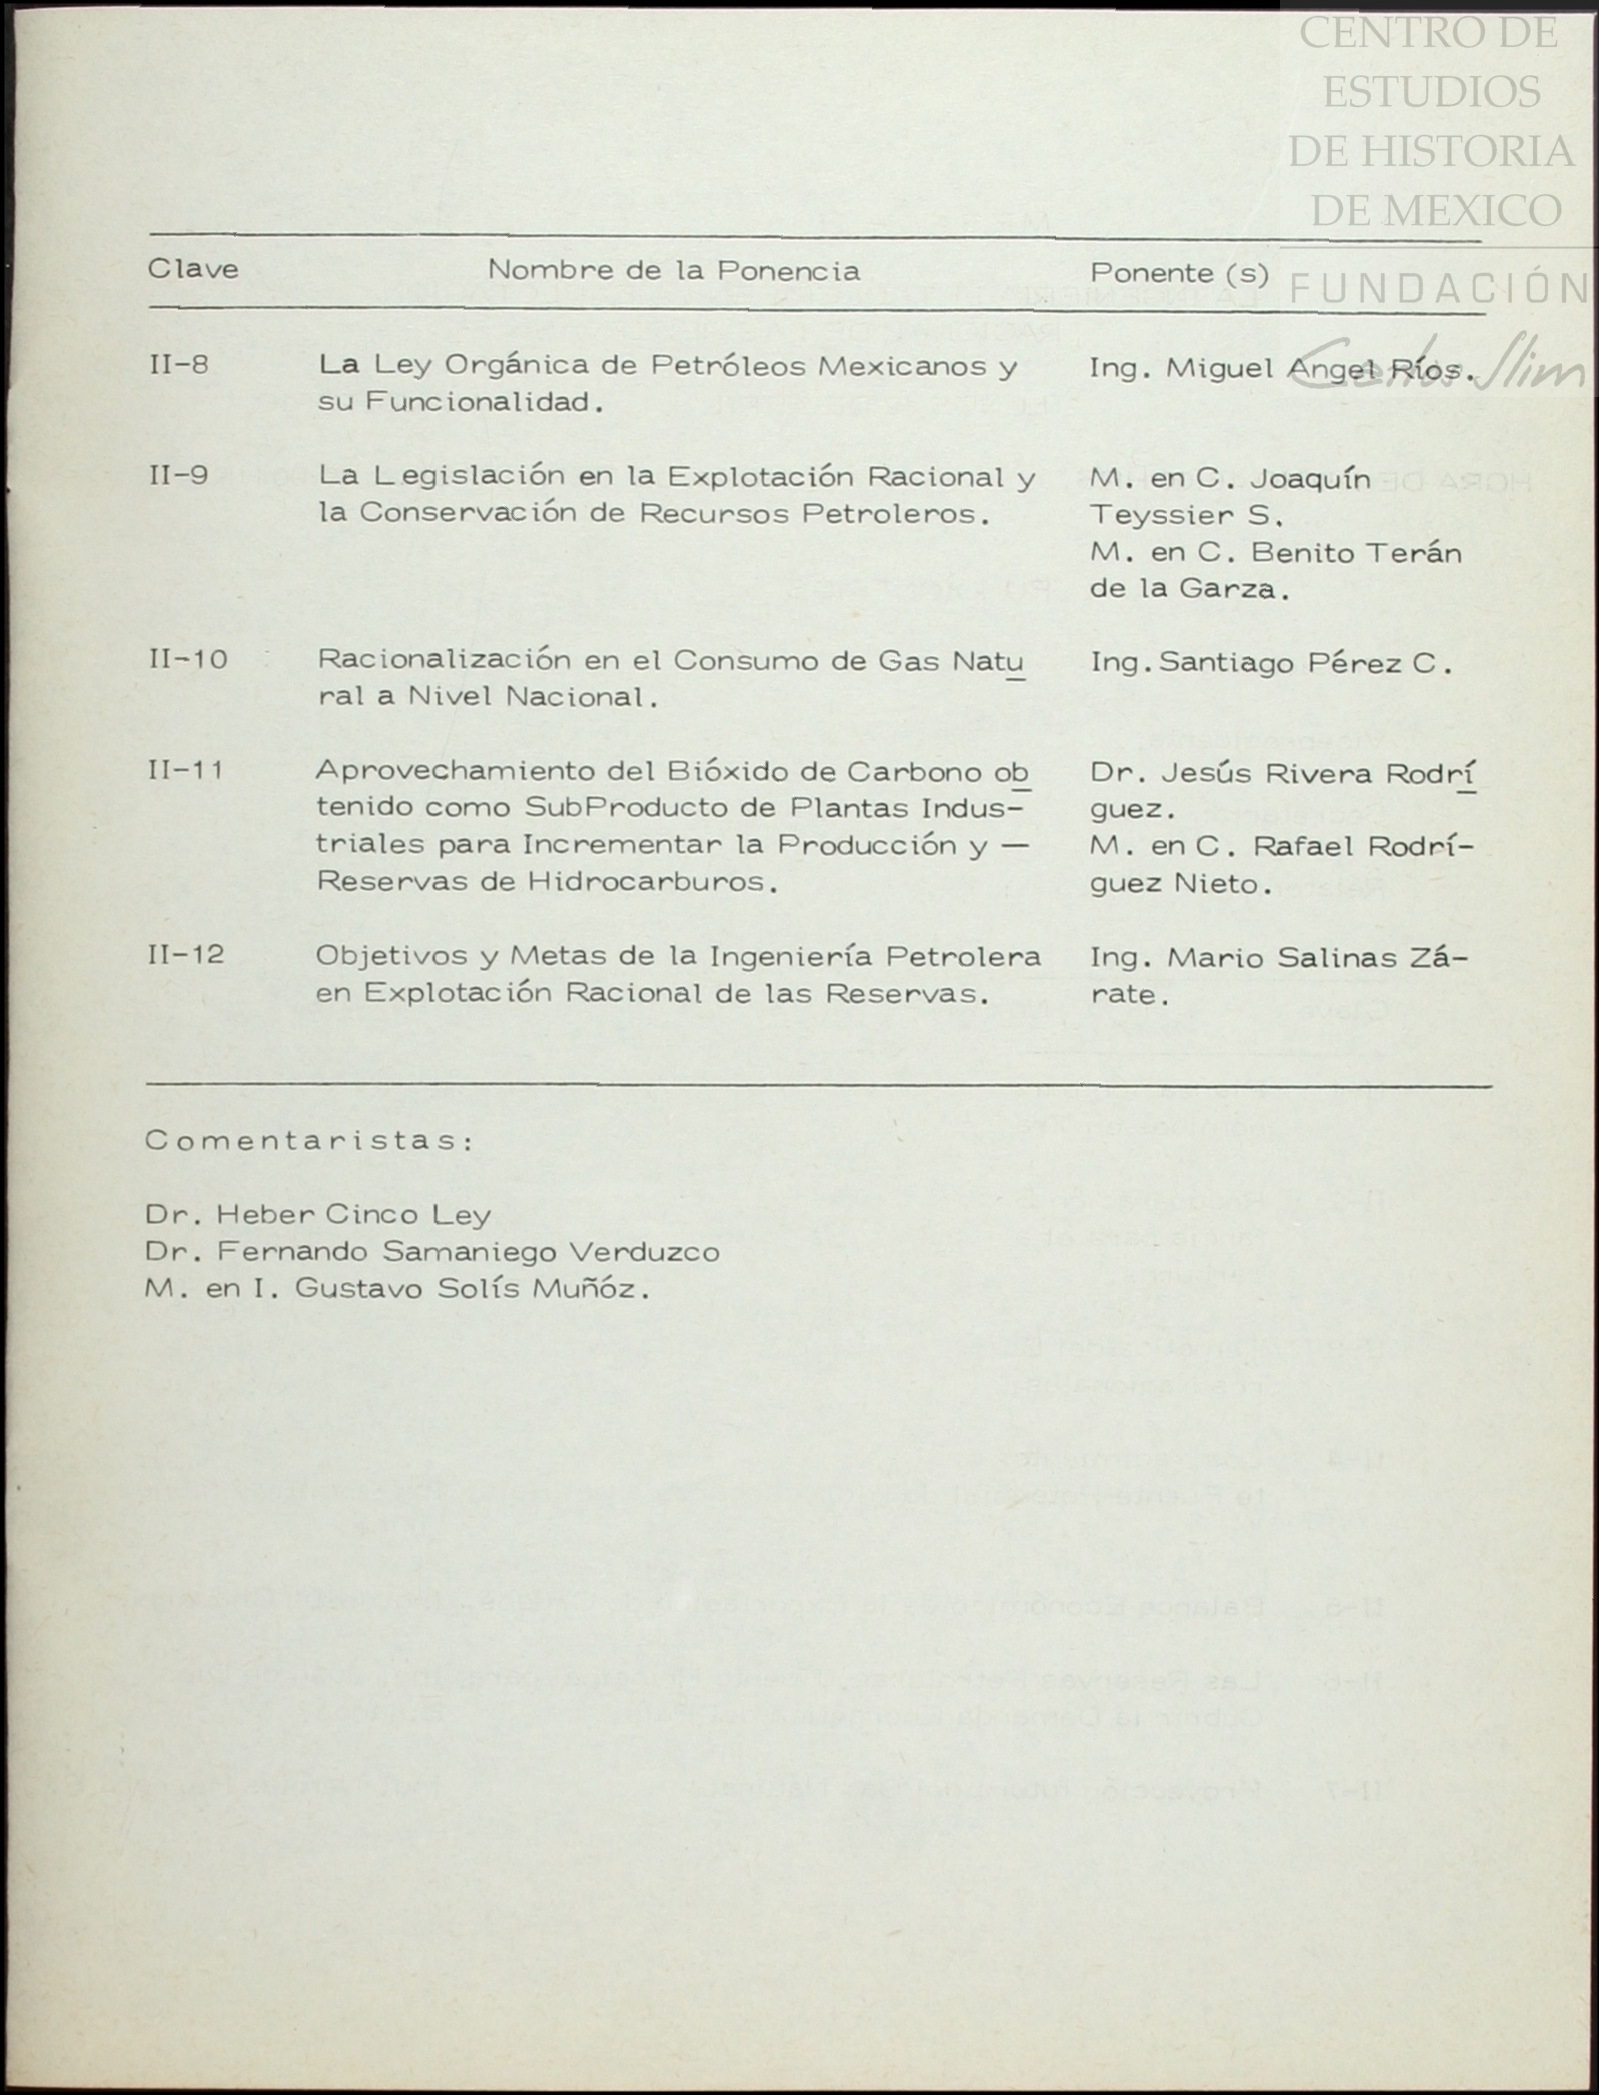 CENTRO DE
ESTUDIOS
DE HISTORIA
DE MEXICO
FUNDACIÓN
Carlos Slim
Clave Nombre de la Ponencia Ponente (s)
II-8 La Ley Orgánica de Petróleos Mexicanos y Ing. Miguel Angel Ríos.
su Funcionalidad.
II-9 La Legislación en la Explotación Racional y M. en C. Joaquín
la Conservación de Recursos Petroleros. Teyssier S.
M. en C. Benito Terán
de la Garza.
II-10 Racionalización en el Consumo de Gas Natu Ing. Santiago Pérez C.
ral a Nivel Nacional.
II-11 Aprovechamiento del Bióxido de Carbono ob Dr. Jesús Rivera Rodrí
tenido como SubProducto de Plantas Indus- guez.
triales para Incrementar la Producción y — M. en C. Rafael Rodrí-
Reservas de Hidrocarburos. guez Nieto.
II-12 Objetivos y Metas de la Ingeniería Petrolera Ing. Mario Salinas Zá-
en Explotación Racional de las Reservas. rate.
Comentaristas:
Dr. Heber Cinco Ley
Dr. Fernando Samaniego Verduzco
M. en I. Gustavo Solís Muñóz.